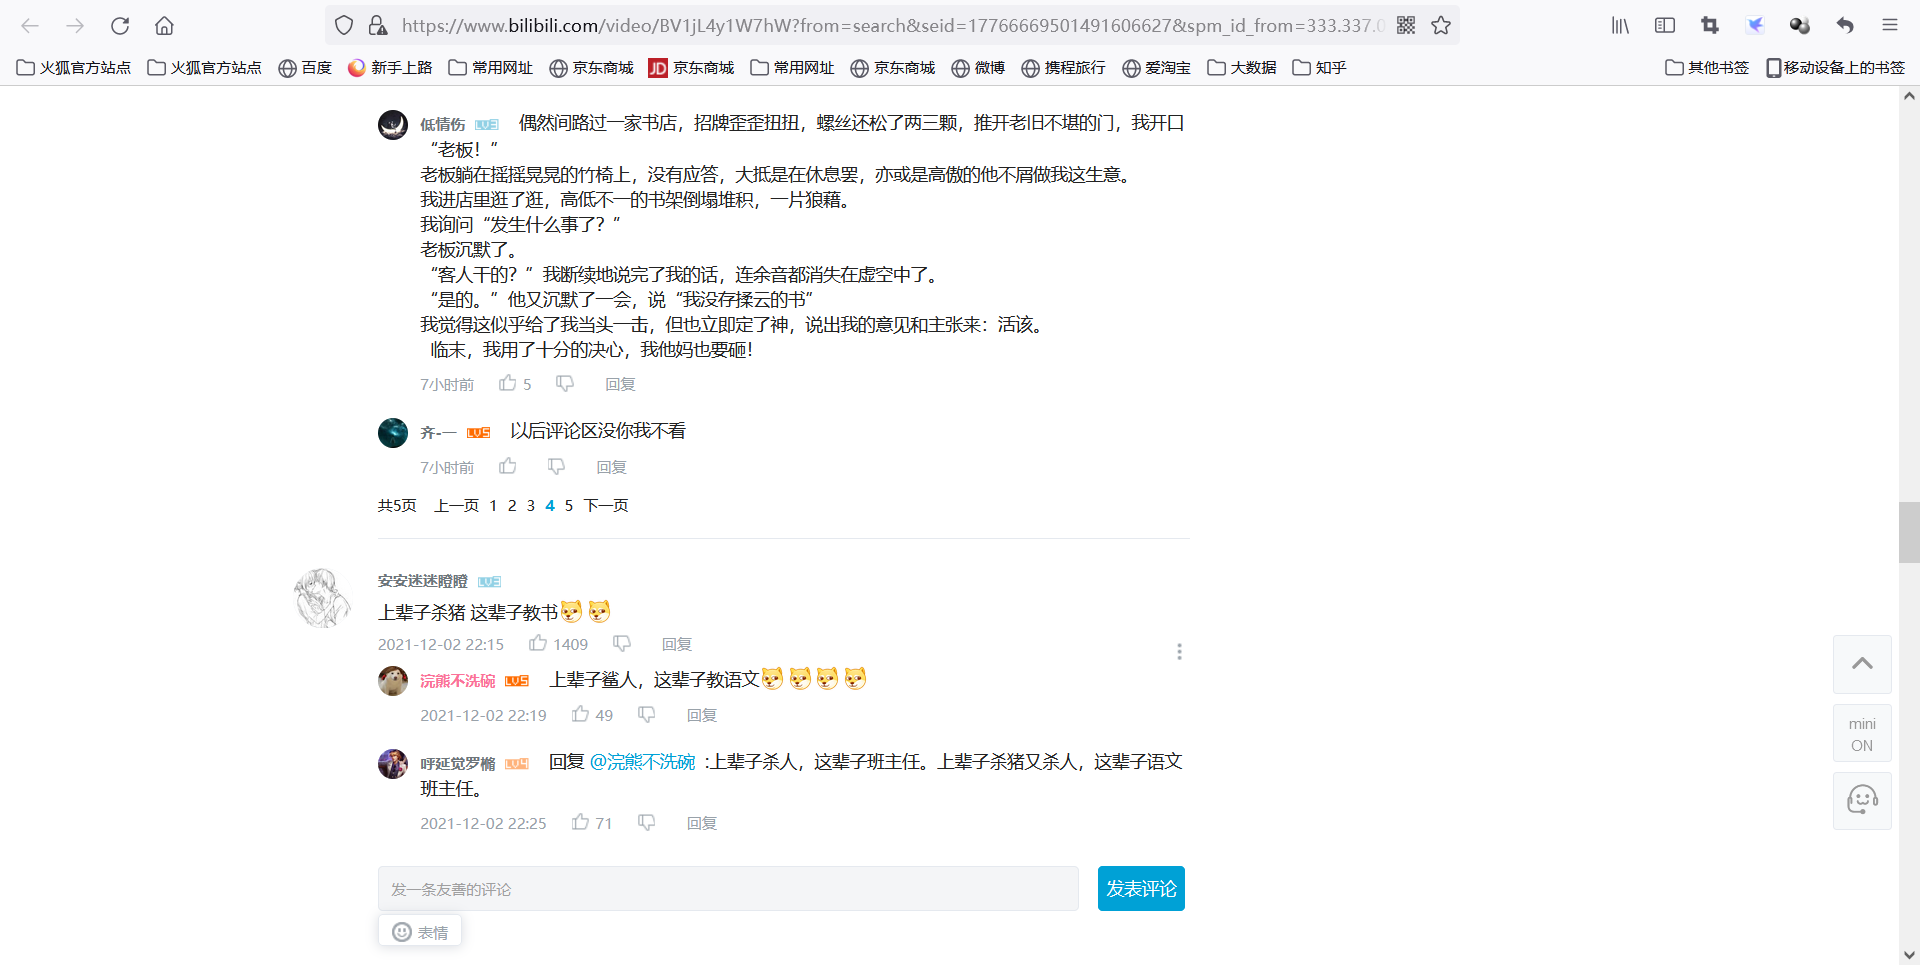 https://www.bilibili.com/video/BV1jL4y1W7hW?from=search&seid=17766669501491606627&spm_id_from=333.337.0
火狐官方站点 火狐官方站点 百度 新手上路 常用网址 京东商城 JD 京东商城 常用网址 京东商城 微博 携程旅行 爱淘宝 大数据 知乎 其他书签 移动设备上的书签
低情伤 LV3 偶然间路过一家书店，招牌歪歪扭扭，螺丝还松了两三颗，推开老旧不堪的门，我开口
“老板！”
老板躺在摇摇晃晃的竹椅上，没有应答，大抵是在休息罢，亦或是高傲的他不屑做我这生意。
我进店里逛了逛，高低不一的书架倒塌堆积，一片狼藉。
我询问“发生什么事了？”
老板沉默了。
“客人干的？”我断续地说完了我的话，连余音都消失在虚空中了。
“是的。”他又沉默了一会，说“我没存揉云的书”
我觉得这似乎给了我当头一击，但也立即定了神，说出我的意见和主张来：活该。
临末，我用了十分的决心，我他妈也要砸！
7小时前 5 回复
齐-一 LV5 以后评论区没你我不看
7小时前 回复
共5页 上一页 1 2 3 4 5 下一页
安安迷迷瞪瞪 LV3
上辈子杀猪 这辈子教书
2021-12-02 22:15 1409 回复
浣熊不洗碗 LV5 上辈子鲨人，这辈子教语文
2021-12-02 22:19 49 回复
呼延觉罗樴 LV4 回复 @浣熊不洗碗 :上辈子杀人，这辈子班主任。上辈子杀猪又杀人，这辈子语文
班主任。
2021-12-02 22:25 71 回复
mini
ON
发一条友善的评论 发表评论
表情